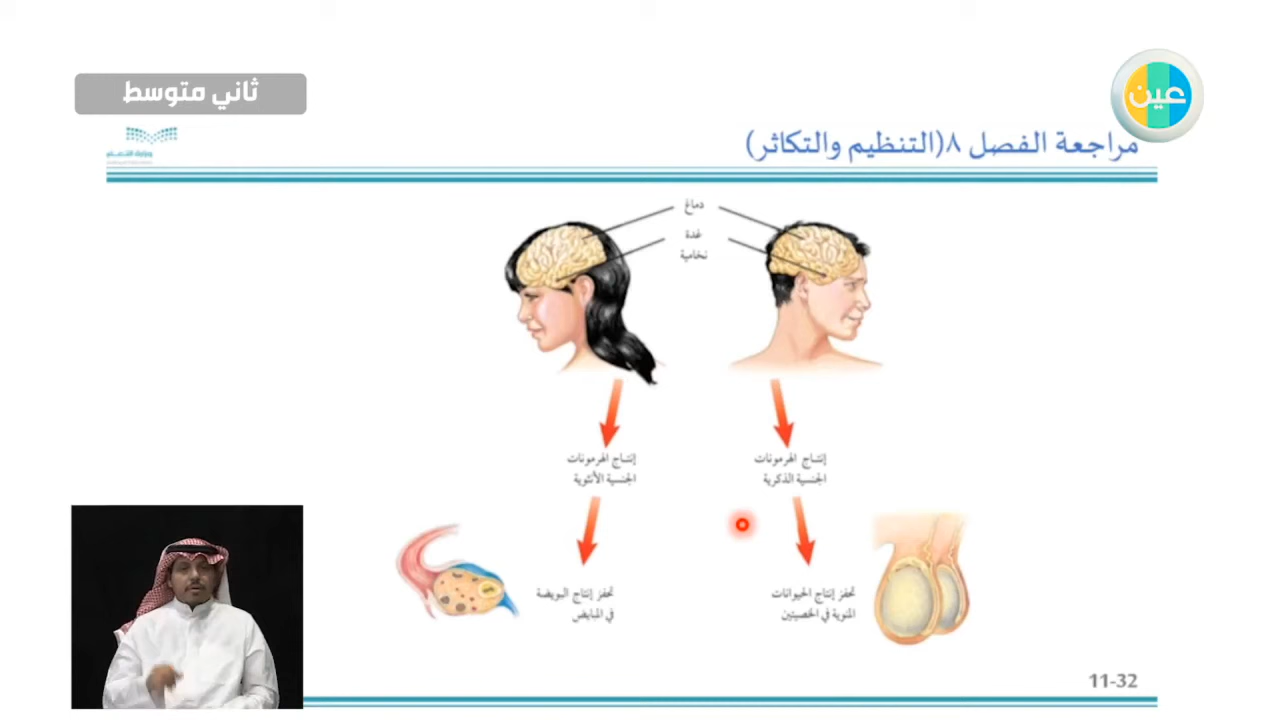 عين
ثاني متوسط
مراجعة الفصل ٨ (التنظيم والتكاثر)
دماغ
غدة
نخامية
إنتاج الهرمونات
الجنسية الذكرية
إنتاج الهرمونات
الجنسية الأنثوية
تحفز إنتاج الحيوانات
المنوية في الخصيتين
تحفز إنتاج البويضة
في المبايض
11-32